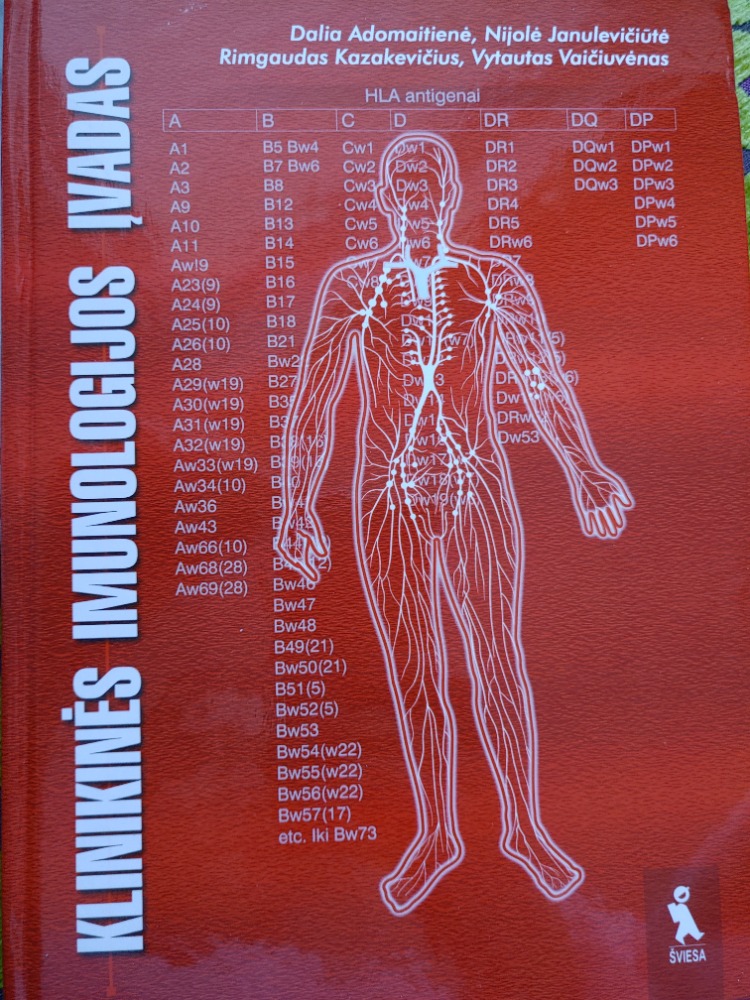 Dalia Adomaitienė, Nijolė Janulevičiūtė
Rimgaudas Kazakevičius, Vytautas Vaičiuvėnas
KLINIKINĖS IMUNOLOGIJOS ĮVADAS
HLA antigenai
A B C D DR DQ DP
A1 B5 Bw4 Cw1 Dw1 DR1 DQw1 DPw1
A2 B7 Bw6 Cw2 Dw2 DR2 DQw2 DPw2
A3 B8 Cw3 Dw3 DR3 DQw3 DPw3
A9 B12 Cw4 Dw4 DR4 DPw4
A10 B13 Cw5 Dw5 DR5 DPw5
A11 B14 Cw6 Dw6 DRw6 DPw6
Aw!9 B15
A23(9) B16
A24(9) B17
A25(10) B18
A26(10) B21
A28
A29(w19) B27
A30(w19)
A31(w19)
A32(w19)
Aw33(w19)
Aw34(10)
Aw36
Aw43
Aw66(10)
Aw68(28)
Aw69(28) Bw46
Bw47
Bw48
B49(21)
Bw50(21)
B51(5)
Bw52(5)
Bw53
Bw54(w22)
Bw55(w22)
Bw56(w22)
Bw57(17)
etc. Iki Bw73
Dw53
ŠVIESA